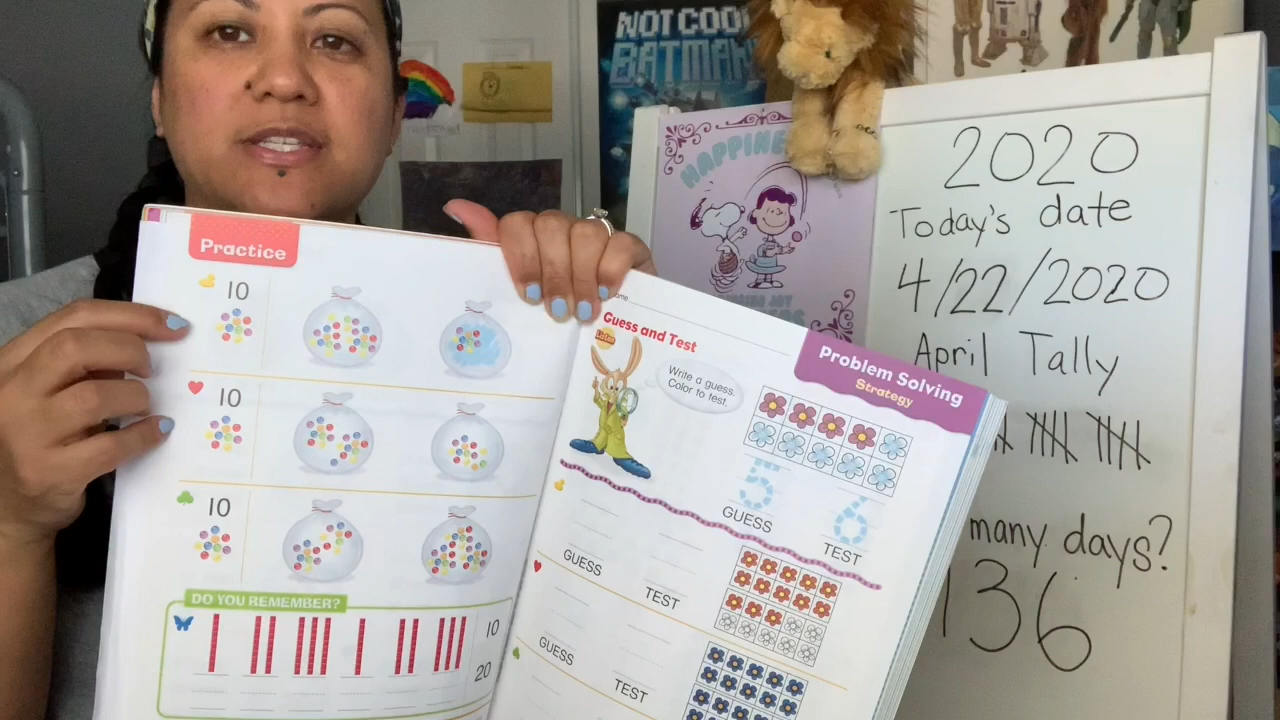 NOT COOL
BATMAN
HAPPINE
2020
Today's date
4/22/2020
April Tally
many days?
136
Practice
10
10
10
DO YOU REMEMBER?
10
20
Guess and Test
Listen
Write a guess.
Color to test.
Problem Solving
Strategy
5
GUESS
6
TEST
GUESS
TEST
GUESS
TEST